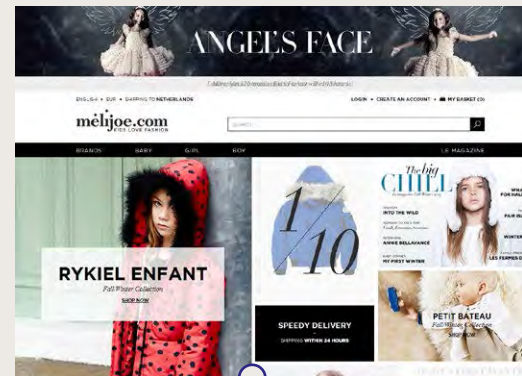 ANGEL'S FACE
ENGLISH • EUR • SHIPPING TO NETHERLANDS
LOGIN • CREATE AN ACCOUNT • MY BASKET (0)
mélijoe.com
KIDS LOVE FASHION
SEARCH
BRANDS BABY GIRL BOY LE MAGAZINE
RYKIEL ENFANT
Fall/Winter Collection
SHOP NOW
1/10
The big
CHILL
INTO THE WILD
ANNIE BELLAVANCE
MY FIRST WINTER
WINTER
LES FERMES D
SPEEDY DELIVERY
SHIPPING WITHIN 24 HOURS
PETIT BATEAU
Fall/Winter Collection
SHOP NOW